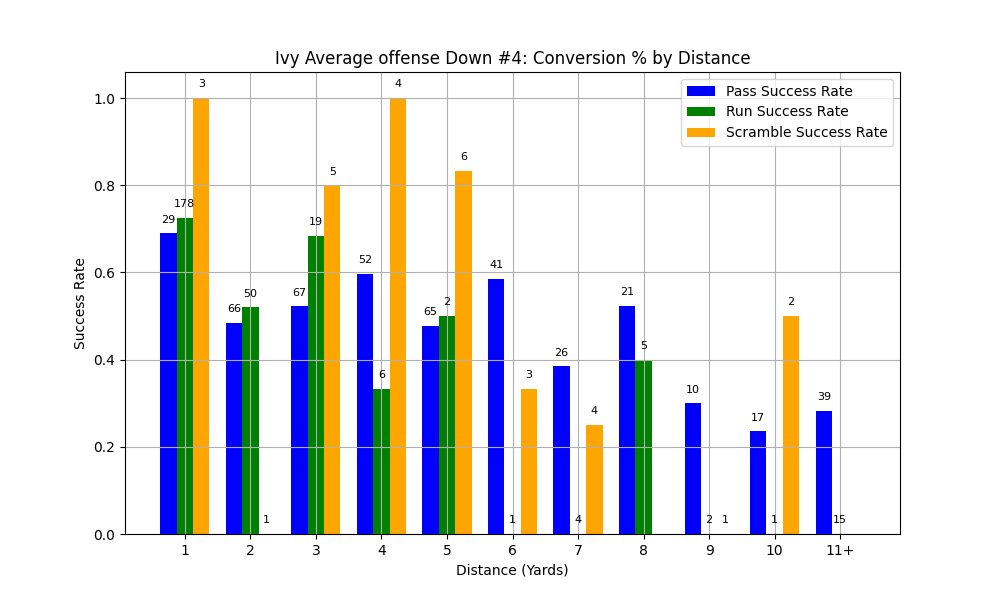 Ivy Average offense Down #4: Conversion % by Distance
Pass Success Rate
Run Success Rate
Scramble Success Rate
Success Rate
1.0
0.8
0.6
0.4
0.2
0.0
29 178 3
66 50 1
67 19 5
52 6 4
65 2 6
41 1 3
26 4 4
21 5
10 2 1
17 1 2
39 15
1 2 3 4 5 6 7 8 9 10 11+
Distance (Yards)